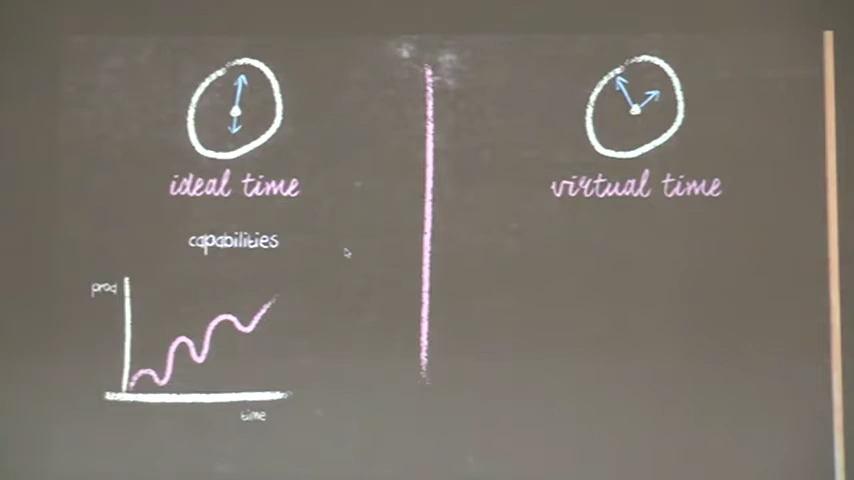 ideal time
virtual time
capabilities
prod
time